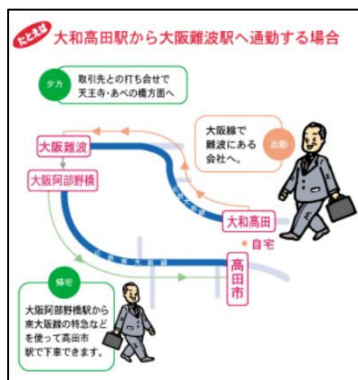 たとえば
大和高田駅から大阪難波駅へ通勤する場合
夕方
取引先との打ち合せで
天王寺・あべの橋方面へ
大阪線で
難波にある
会社へ。
出勤
大阪難波
大阪阿部野橋
大和高田
自宅
高田市
帰宅
大阪阿部野橋駅から
南大阪線の特急など
を使って高田市
駅で下車できます。